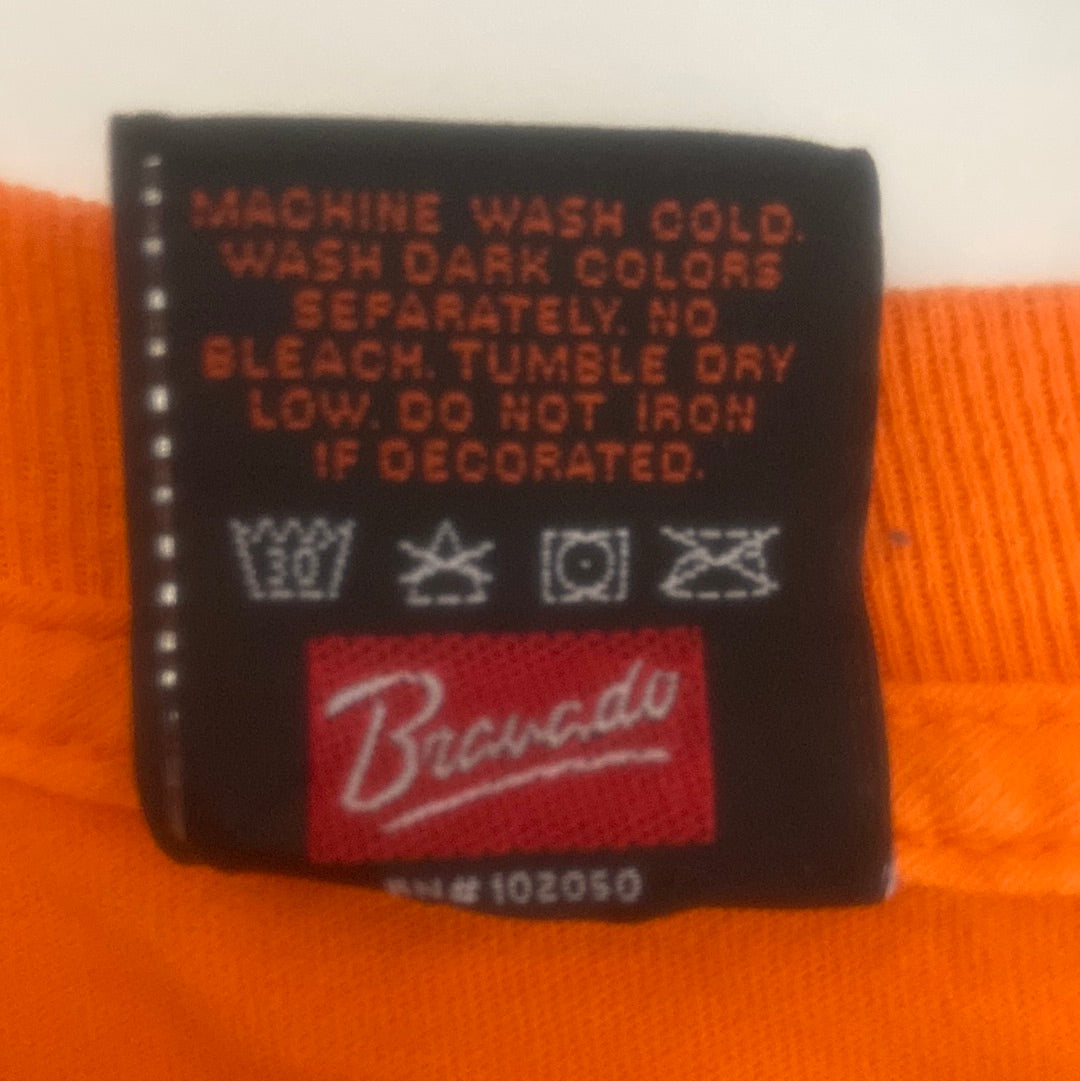 MACHINE WASH COLD.
WASH DARK COLORS
SEPARATELY. NO
BLEACH. TUMBLE DRY
LOW. DO NOT IRON
IF DECORATED.
30
Bravado
RN# 102050